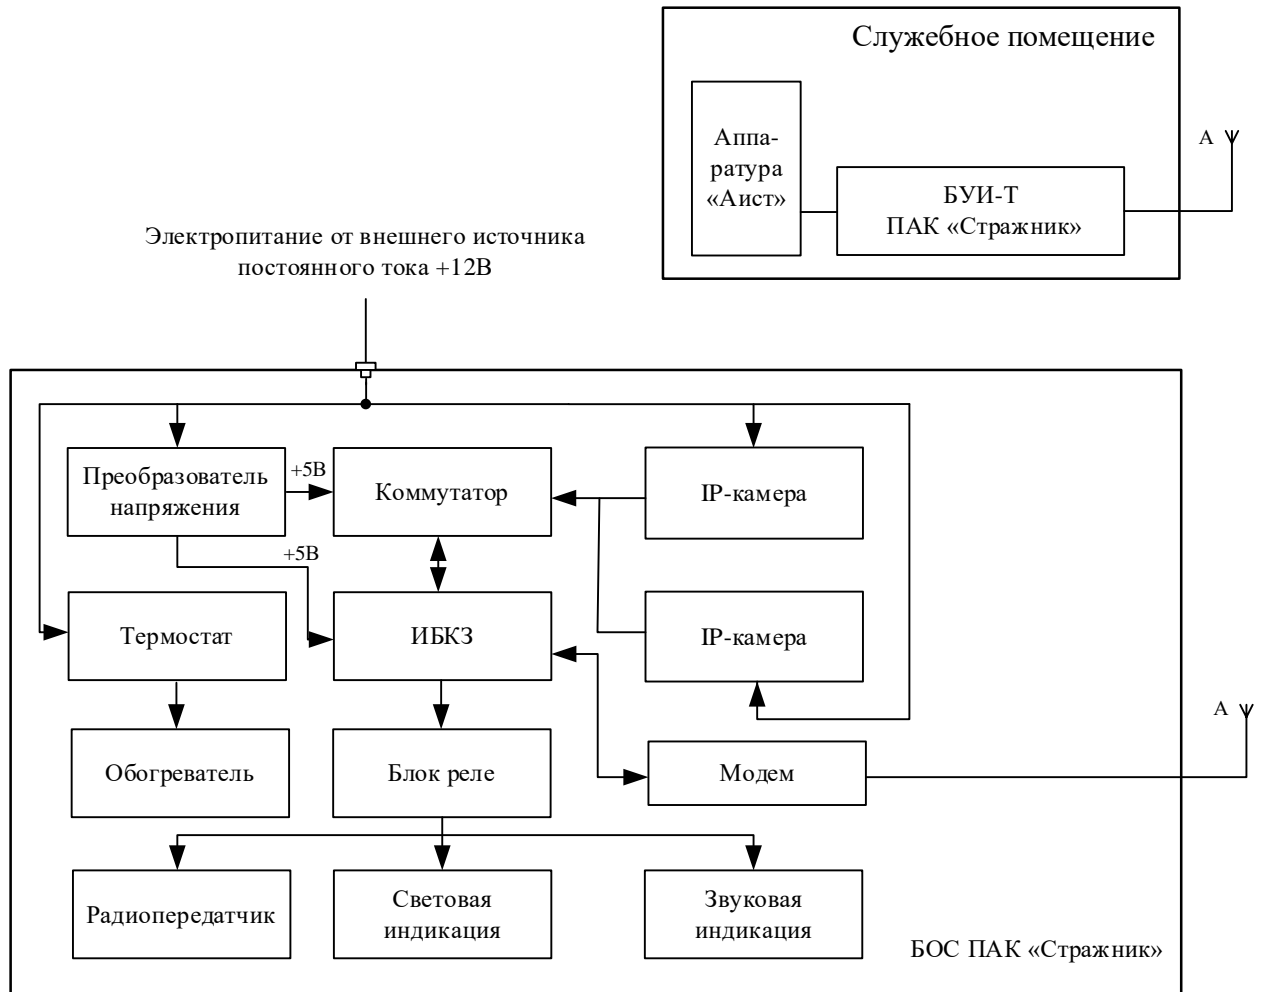 Служебное помещение
Аппа-
ратура
«Аист»
БУИ-Т
ПАК «Стражник»
А
Электропитание от внешнего источника
постоянного тока +12В
Преобразователь
напряжения
+5В
Коммутатор
IP-камера
+5В
Термостат
ИБКЗ
IP-камера
А
Обогреватель
Блок реле
Модем
Радиопередатчик
Световая
индикация
Звуковая
индикация
БОС ПАК «Стражник»